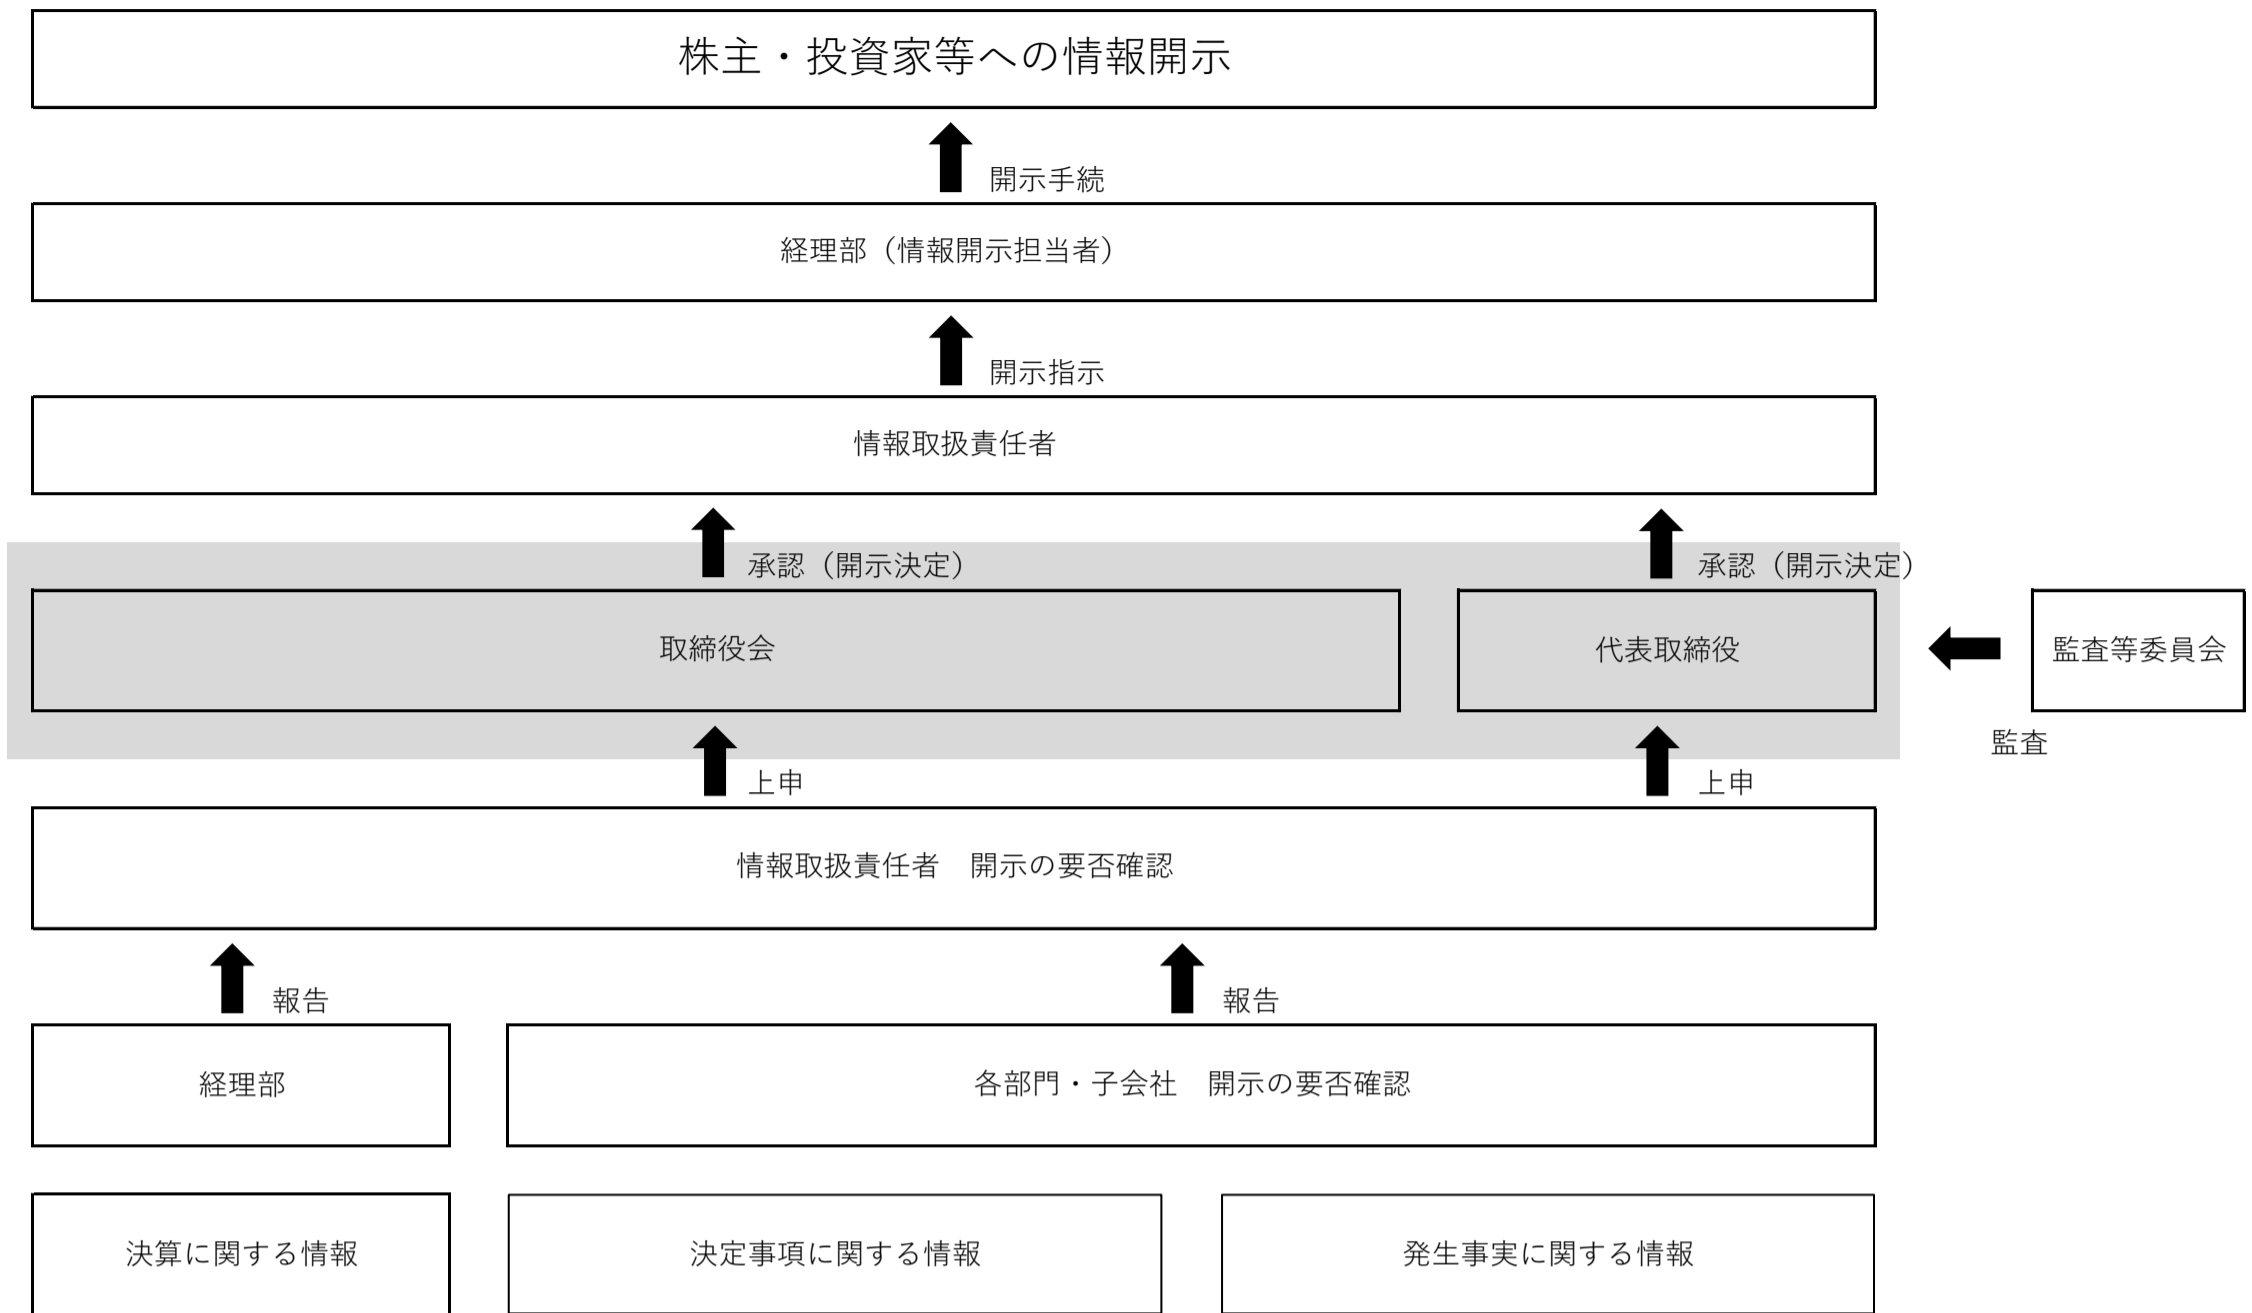 株主・投資家等への情報開示
開示手続
経理部（情報開示担当者）
開示指示
情報取扱責任者
承認（開示決定）
承認（開示決定）
取締役会
代表取締役
監査等委員会
監査
上申
上申
情報取扱責任者　開示の要否確認
報告
報告
経理部
各部門・子会社　開示の要否確認
決算に関する情報
決定事項に関する情報
発生事実に関する情報